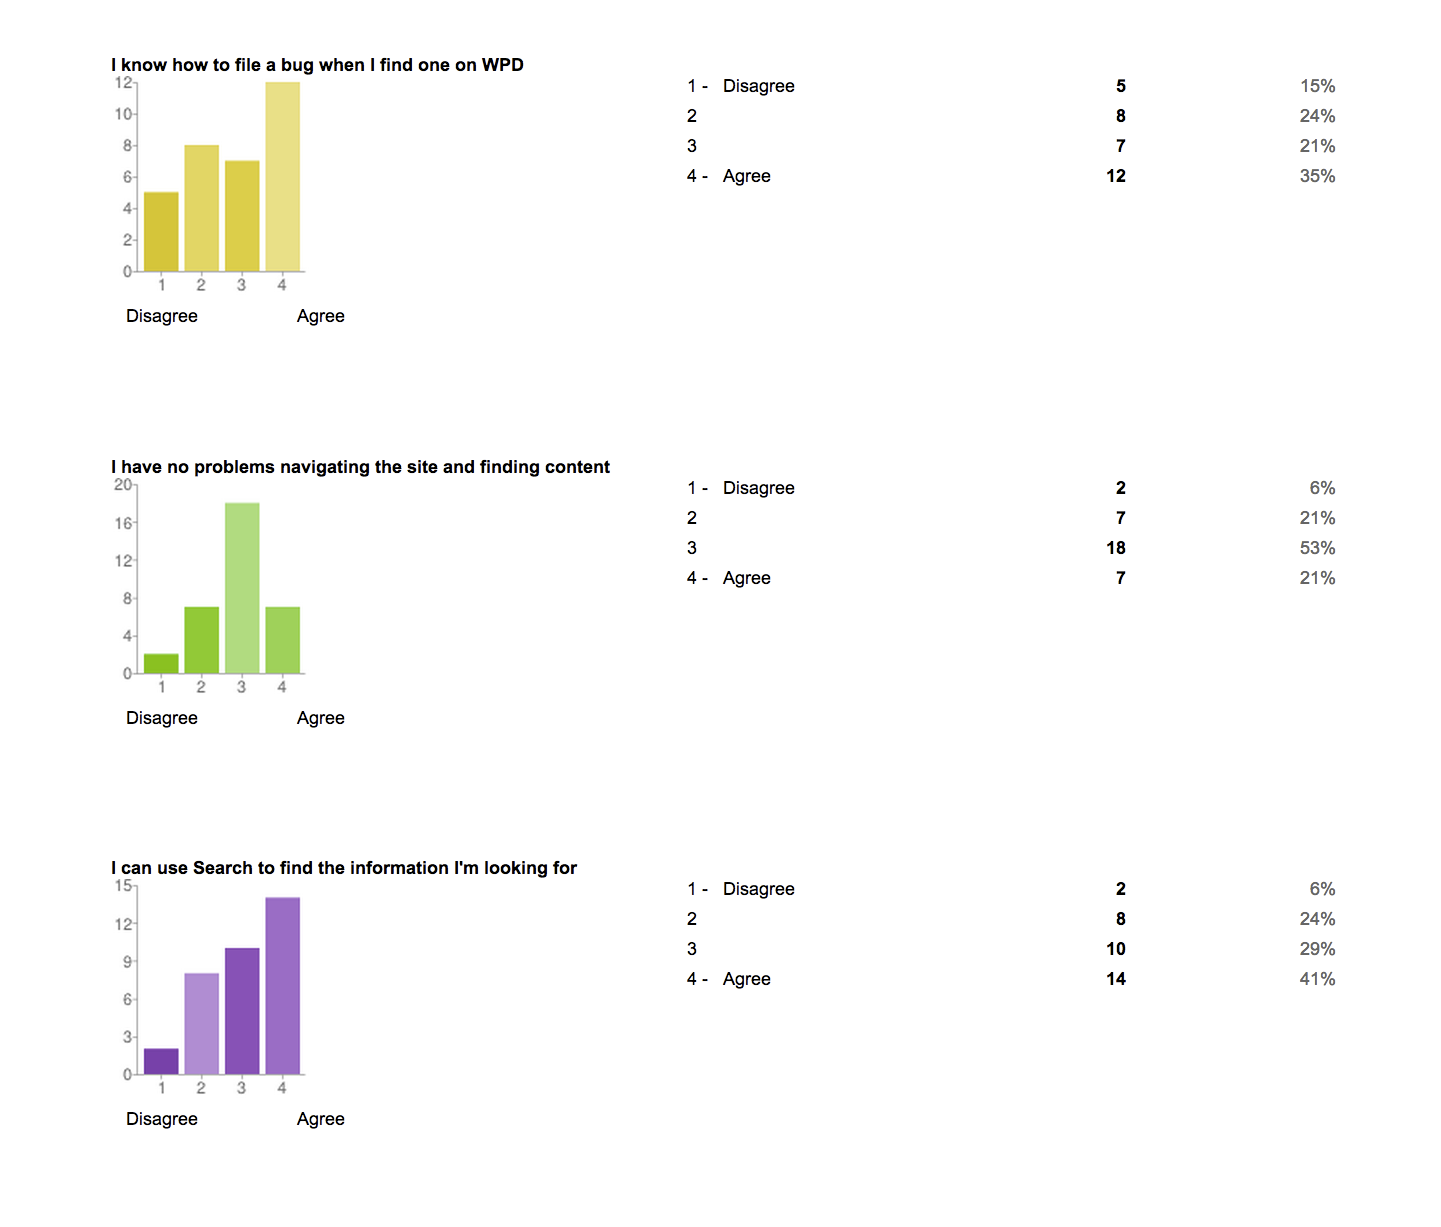 I know how to file a bug when I find one on WPD
12
10
8
6
4
2
0
1 2 3 4
Disagree Agree
1 - Disagree 5 15%
2 8 24%
3 7 21%
4 - Agree 12 35%
I have no problems navigating the site and finding content
20
16
12
8
4
0
1 2 3 4
Disagree Agree
1 - Disagree 2 6%
2 7 21%
3 18 53%
4 - Agree 7 21%
I can use Search to find the information I'm looking for
15
12
9
6
3
0
1 2 3 4
Disagree Agree
1 - Disagree 2 6%
2 8 24%
3 10 29%
4 - Agree 14 41%